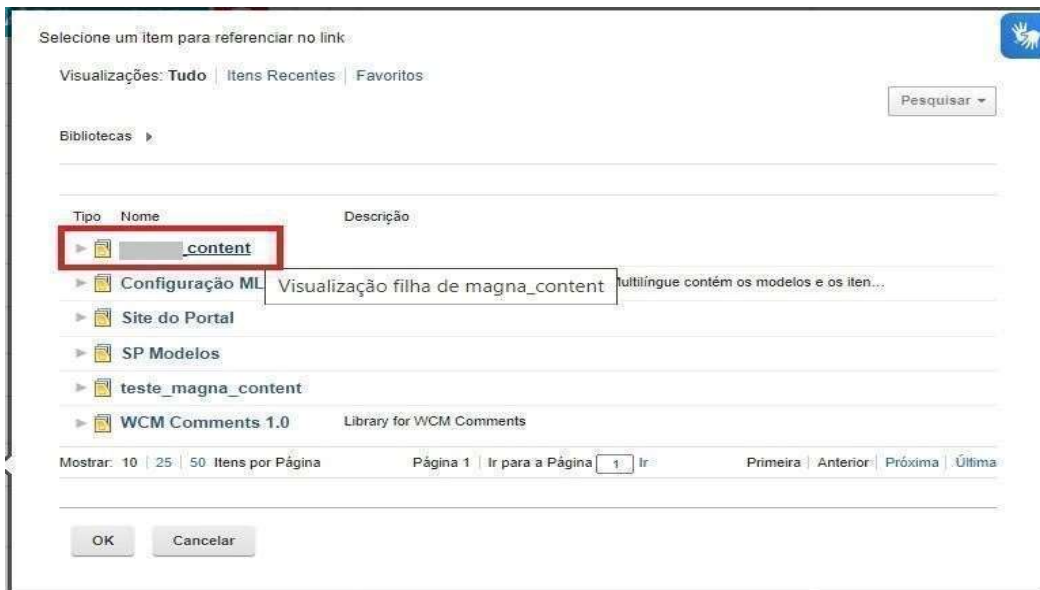 Selecione um item para referenciar no link
Visualizações: Tudo | Itens Recentes | Favoritos
Pesquisar
Bibliotecas
Tipo Nome Descrição
_content
Configuração ML Multilíngue contém os modelos e os iten...
Visualização filha de magna_content
Site do Portal
SP Modelos
teste_magna_content
WCM Comments 1.0 Library for WCM Comments
Mostrar: 10 | 25 | 50 Itens por Página Página 1 | Ir para a Página 1 Ir Primeira | Anterior | Próxima | Última
OK Cancelar